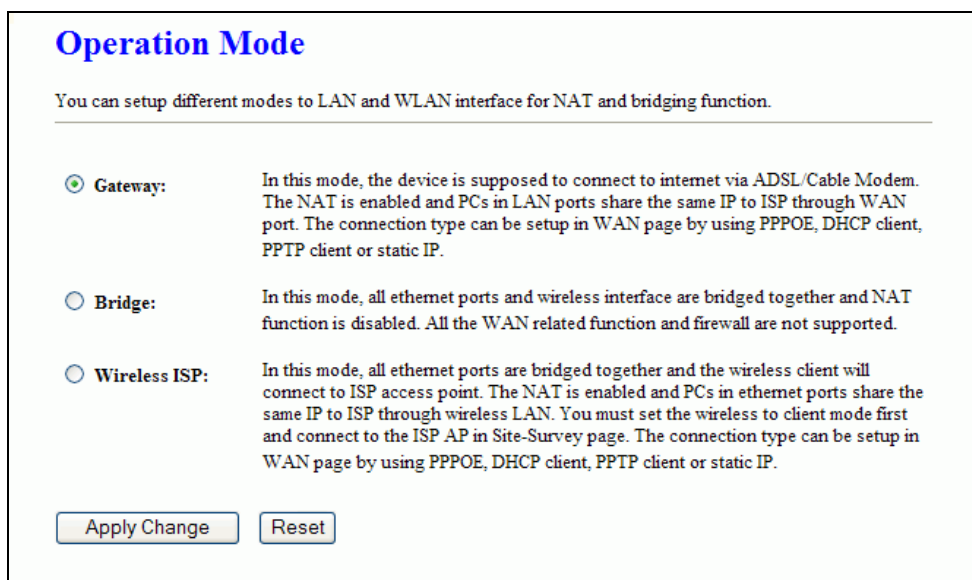 Operation Mode
You can setup different modes to LAN and WLAN interface for NAT and bridging function.
Gateway:
In this mode, the device is supposed to connect to internet via ADSL/Cable Modem.
The NAT is enabled and PCs in LAN ports share the same IP to ISP through WAN
port. The connection type can be setup in WAN page by using PPPOE, DHCP client,
PPTP client or static IP.
Bridge:
In this mode, all ethernet ports and wireless interface are bridged together and NAT
function is disabled. All the WAN related function and firewall are not supported.
Wireless ISP:
In this mode, all ethernet ports are bridged together and the wireless client will
connect to ISP access point. The NAT is enabled and PCs in ethernet ports share the
same IP to ISP through wireless LAN. You must set the wireless to client mode first
and connect to the ISP AP in Site-Survey page. The connection type can be setup in
WAN page by using PPPOE, DHCP client, PPTP client or static IP.
Apply Change Reset